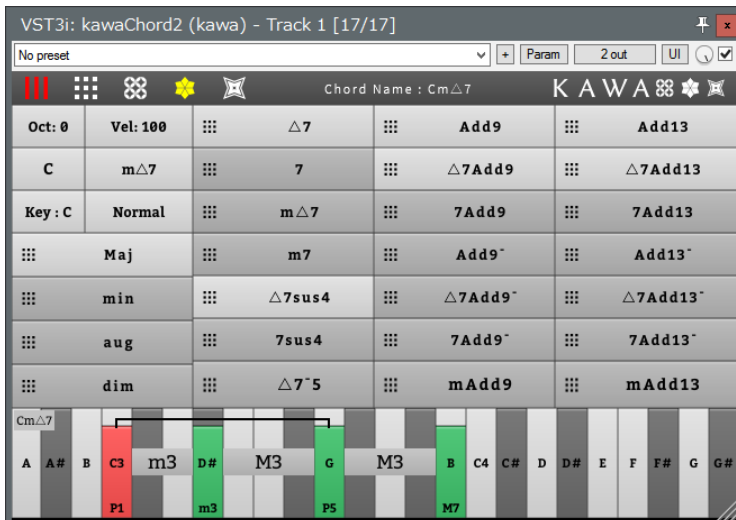 VST3i: kawaChord2 (kawa) - Track 1 [17/17]
No preset + Param 2 out UI
Chord Name : Cm△7 KAWA
Oct: 0 Vel: 100 △7 Add9 Add13
C m△7 7 △7Add9 △7Add13
Key : C Normal m△7 7Add9 7Add13
Maj m7 Add9⁻ Add13⁻
min △7sus4 △7Add9⁻ △7Add13⁻
aug 7sus4 7Add9⁻ 7Add13⁻
dim △7⁻5 mAdd9 mAdd13
Cm△7
A A# B C3 m3 D# M3 G M3 B C4 C# D D# E F F# G G#
P1 m3 P5 M7